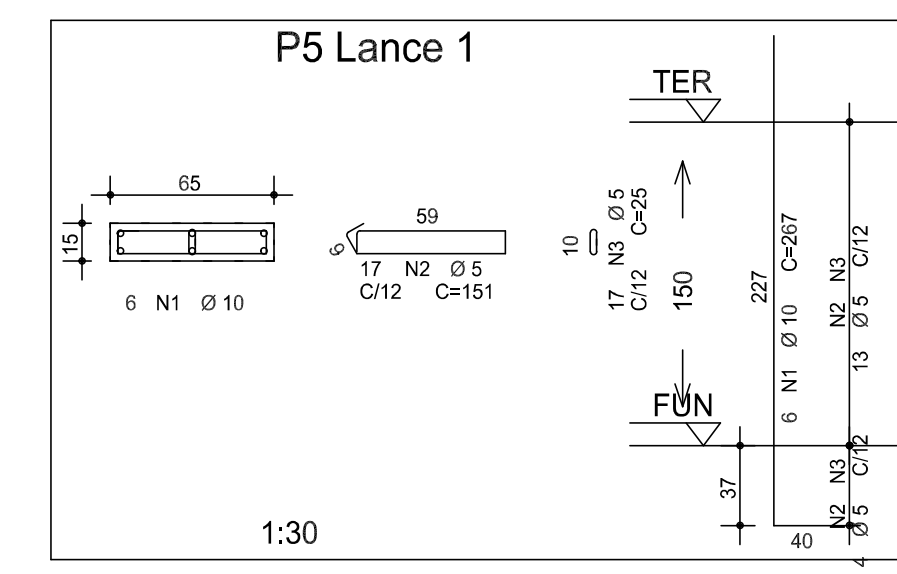 P5 Lance 1
TER
65
15
6 N1 Ø 10
59
9
17 N2 Ø 5
C/12 C=151
10
17 N3 Ø 5
C/12 C=25
150
FUN
37
227
6 N1 Ø 10 C=267
13 N2 N3
Ø 5 C/12
4 N2 N3
Ø 5 C/12
40
1:30